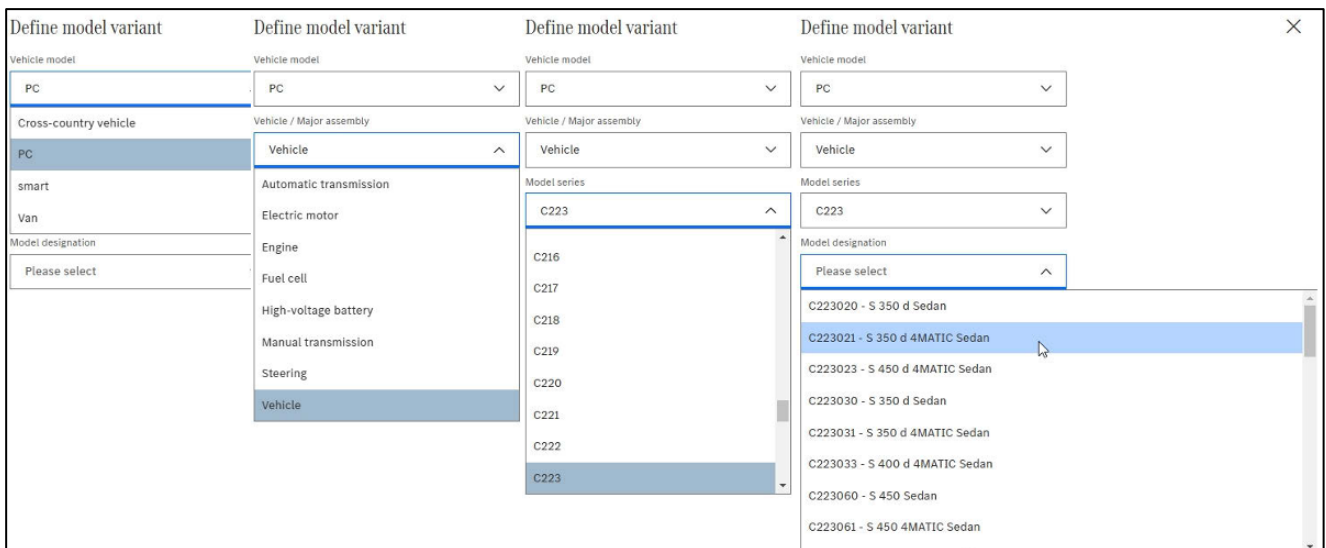 Define model variant
Vehicle model
PC
Cross-country vehicle
PC
smart
Van
Model designation
Please select
Define model variant
Vehicle model
PC
Vehicle / Major assembly
Vehicle
Automatic transmission
Electric motor
Engine
Fuel cell
High-voltage battery
Manual transmission
Steering
Vehicle
Define model variant
Vehicle model
PC
Vehicle / Major assembly
Vehicle
Model series
C223
C216
C217
C218
C219
C220
C221
C222
C223
Define model variant
Vehicle model
PC
Vehicle / Major assembly
Vehicle
Model series
C223
Model designation
Please select
C223020 - S 350 d Sedan
C223021 - S 350 d 4MATIC Sedan
C223023 - S 450 d 4MATIC Sedan
C223030 - S 350 d Sedan
C223031 - S 350 d 4MATIC Sedan
C223033 - S 400 d 4MATIC Sedan
C223060 - S 450 Sedan
C223061 - S 450 4MATIC Sedan